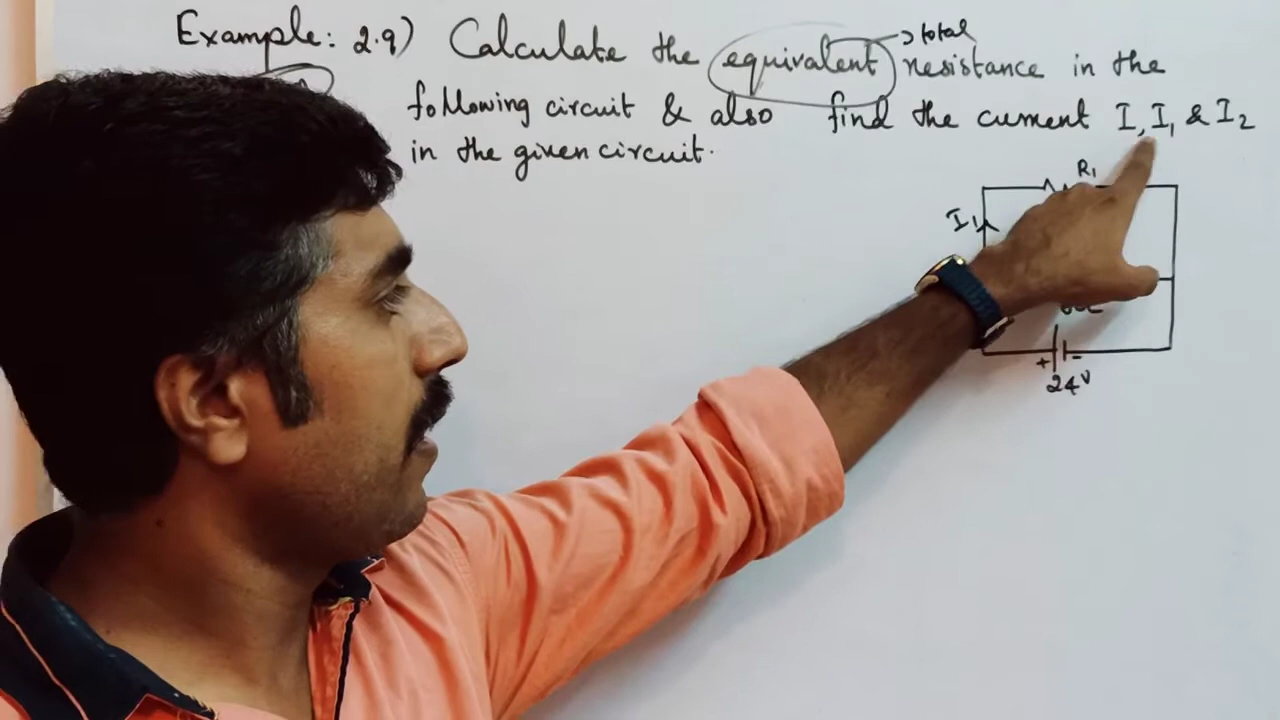 Example: 2.9) Calculate the equivalent → total resistance in the
following circuit & also find the current I, I₁ & I₂
in the given circuit.
R₁
I₁
+ -
24V